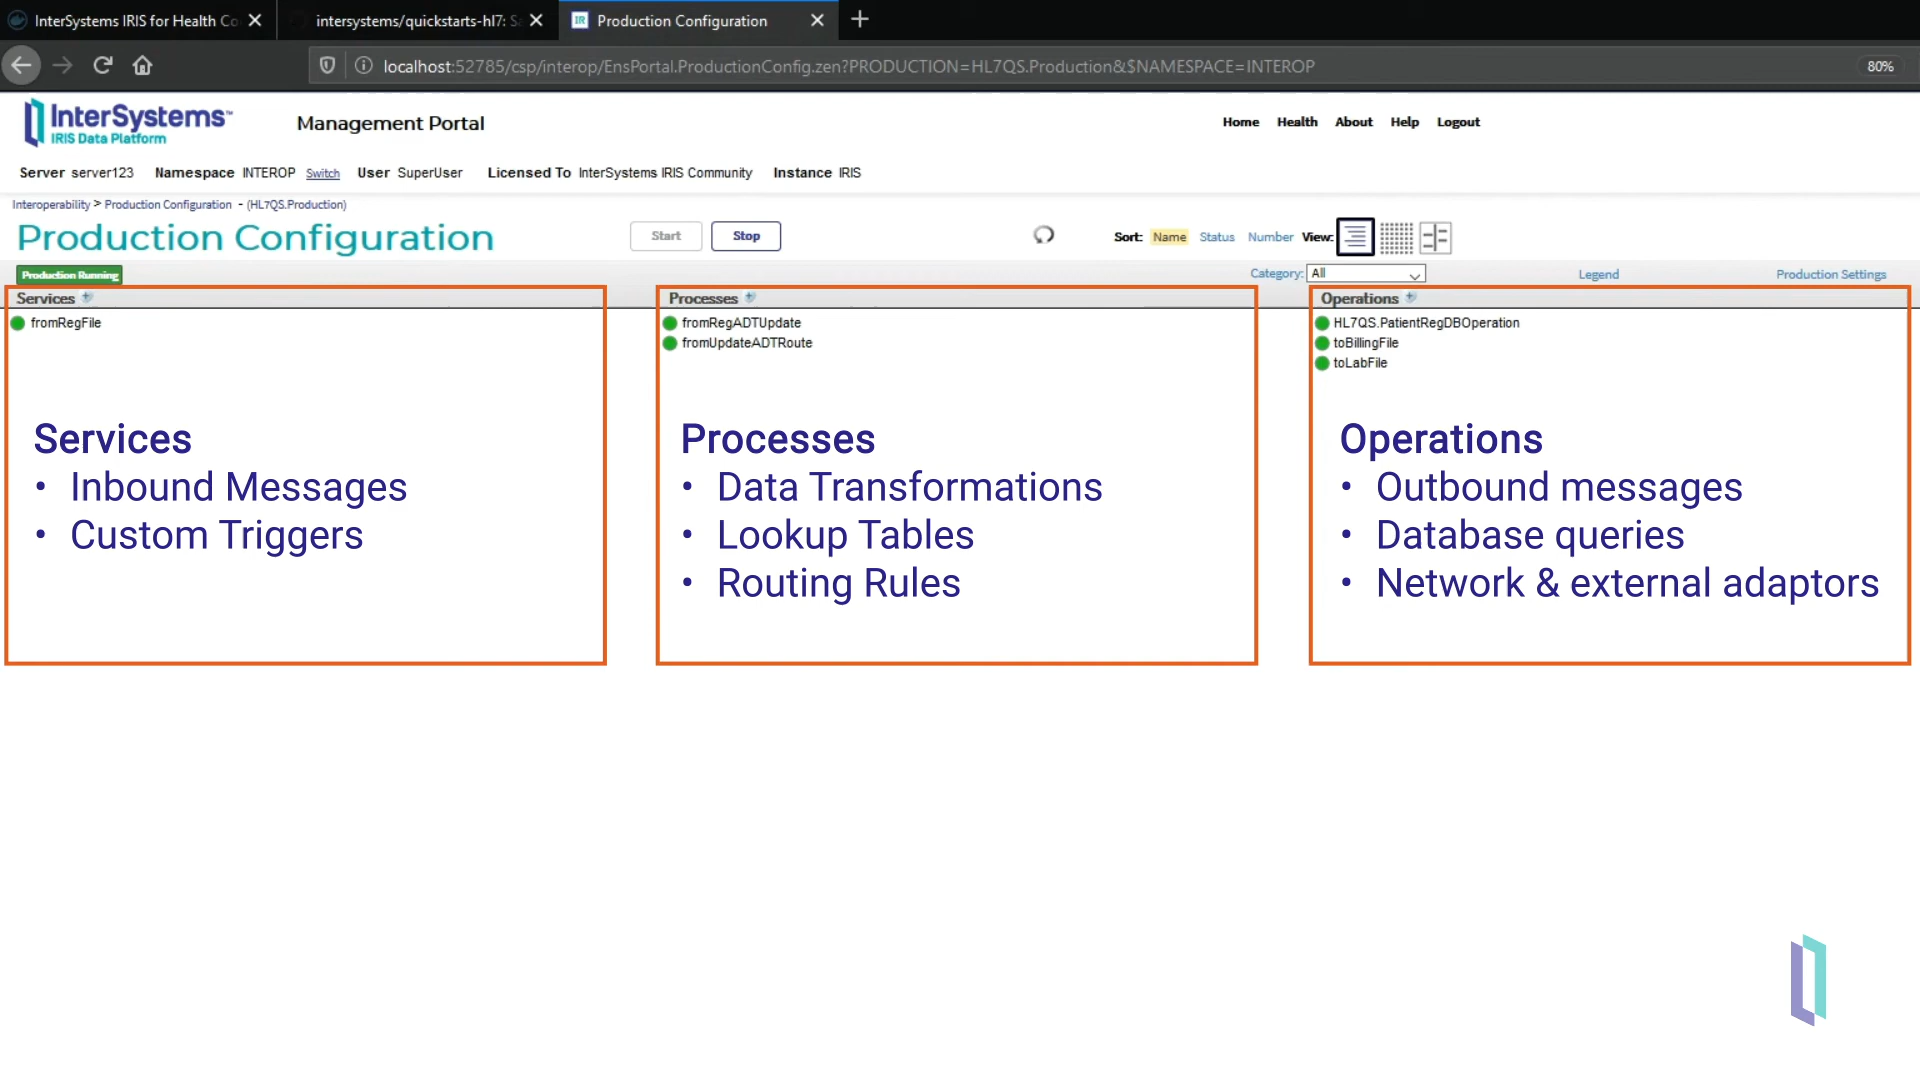 InterSystems IRIS for Health Co
intersystems/quickstarts-hl7: Sa
Production Configuration
localhost:52785/csp/interop/EnsPortal.ProductionConfig.zen?PRODUCTION=HL7QS.Production&$NAMESPACE=INTEROP
80%
InterSystems™
IRIS Data Platform
Management Portal
Home Health About Help Logout
Server server123 Namespace INTEROP Switch User SuperUser Licensed To InterSystems IRIS Community Instance IRIS
Interoperability > Production Configuration - (HL7QS.Production)
Production Configuration
Start Stop
Sort: Name Status Number View:
Production Running
Category: All
Legend
Production Settings
Services
fromRegFile
Services
• Inbound Messages
• Custom Triggers
Processes
fromRegADTUpdate
fromUpdateADTRoute
Processes
• Data Transformations
• Lookup Tables
• Routing Rules
Operations
HL7QS.PatientRegDBOperation
toBillingFile
toLabFile
Operations
• Outbound messages
• Database queries
• Network & external adaptors